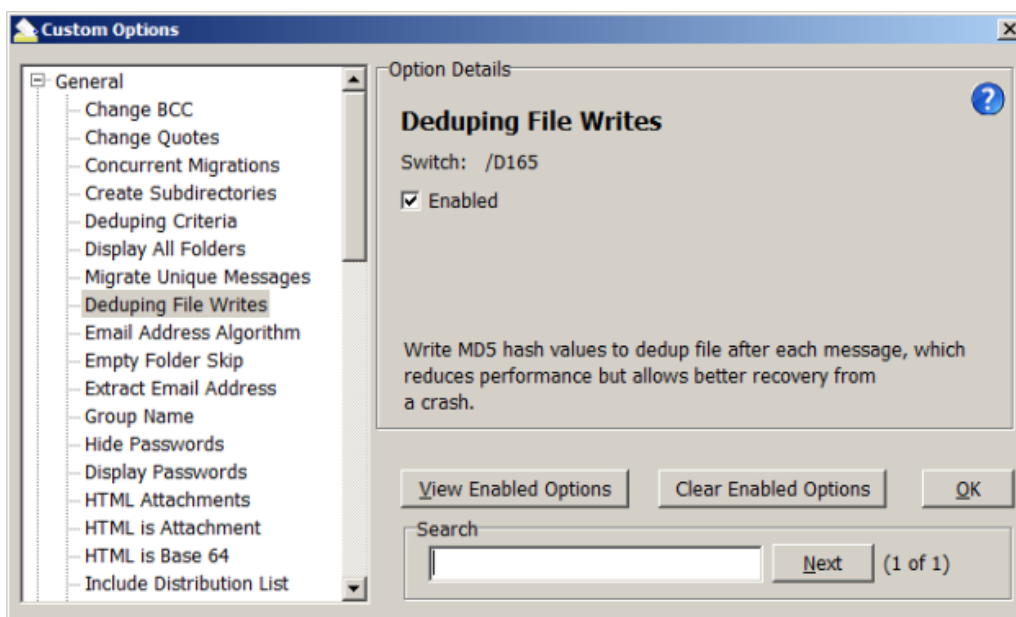 Custom Options
General
Change BCC
Change Quotes
Concurrent Migrations
Create Subdirectories
Deduping Criteria
Display All Folders
Migrate Unique Messages
Deduping File Writes
Email Address Algorithm
Empty Folder Skip
Extract Email Address
Group Name
Hide Passwords
Display Passwords
HTML Attachments
HTML is Attachment
HTML is Base 64
Include Distribution List
Option Details
?
Deduping File Writes
Switch: /D165
Enabled
Write MD5 hash values to dedup file after each message, which
reduces performance but allows better recovery from
a crash.
View Enabled Options Clear Enabled Options OK
Search
Next (1 of 1)